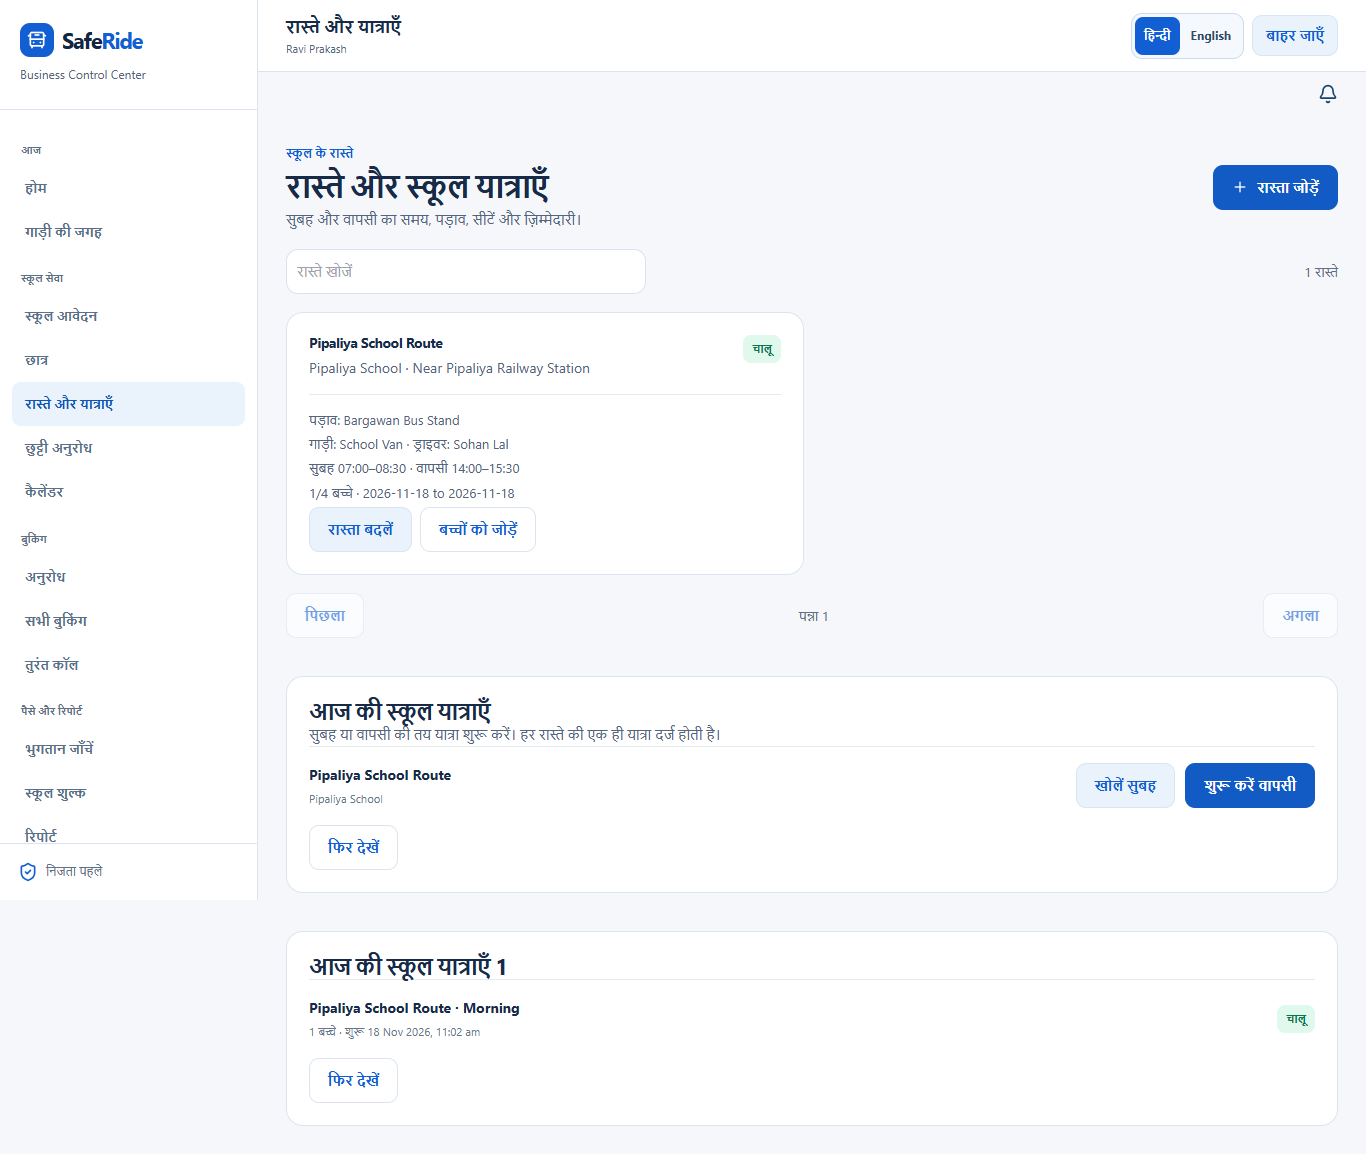 SafeRide
Business Control Center
आज
होम
गाड़ी की जगह
स्कूल सेवा
स्कूल आवेदन
छात्र
रास्ते और यात्राएँ
छुट्टी अनुरोध
कैलेंडर
बुकिंग
अनुरोध
सभी बुकिंग
तुरंत कॉल
पैसे और रिपोर्ट
भुगतान जाँचें
स्कूल शुल्क
रिपोर्ट
निजता पहले
रास्ते और यात्राएँ
Ravi Prakash
हिन्दी English बाहर जाएँ
स्कूल के रास्ते
रास्ते और स्कूल यात्राएँ
सुबह और वापसी का समय, पड़ाव, सीटें और ज़िम्मेदारी।
+ रास्ता जोड़ें
रास्ते खोजें
1 रास्ते
Pipaliya School Route
चालू
Pipaliya School · Near Pipaliya Railway Station
पड़ाव: Bargawan Bus Stand
गाड़ी: School Van · ड्राइवर: Sohan Lal
सुबह 07:00–08:30 · वापसी 14:00–15:30
1/4 बच्चे · 2026-11-18 to 2026-11-18
रास्ता बदलें बच्चों को जोड़ें
पिछला पन्ना 1 अगला
आज की स्कूल यात्राएँ
सुबह या वापसी की तय यात्रा शुरू करें। हर रास्ते की एक ही यात्रा दर्ज होती है।
Pipaliya School Route
Pipaliya School
खोलें सुबह शुरू करें वापसी
फिर देखें
आज की स्कूल यात्राएँ 1
Pipaliya School Route · Morning
1 बच्चे · शुरू 18 Nov 2026, 11:02 am
चालू
फिर देखें